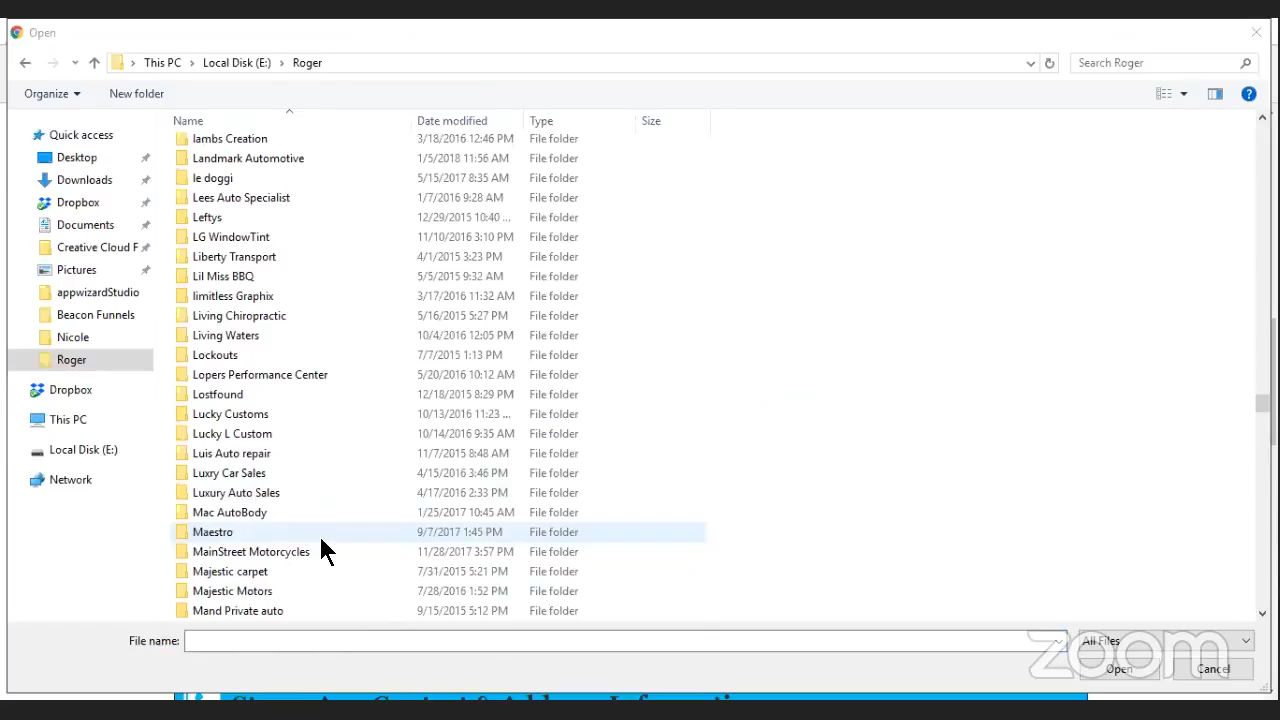 Open
This PC > Local Disk (E:) > Roger
Search Roger
Organize
New folder
Name Date modified Type Size
Quick access
Desktop
Downloads
Dropbox
Documents
Creative Cloud F
Pictures
appwizardStudio
Beacon Funnels
Nicole
Roger
Dropbox
This PC
Local Disk (E:)
Network
Iambs Creation 3/18/2016 12:46 PM File folder
Landmark Automotive 1/5/2018 11:56 AM File folder
le doggi 5/15/2017 8:35 AM File folder
Lees Auto Specialist 1/7/2016 9:28 AM File folder
Leftys 12/29/2015 10:40 ... File folder
LG WindowTint 11/10/2016 3:10 PM File folder
Liberty Transport 4/1/2015 3:23 PM File folder
Lil Miss BBQ 5/5/2015 9:32 AM File folder
limitless Graphix 3/17/2016 11:32 AM File folder
Living Chiropractic 5/16/2015 5:27 PM File folder
Living Waters 10/4/2016 12:05 PM File folder
Lockouts 7/7/2015 1:13 PM File folder
Lopers Performance Center 5/20/2016 10:12 AM File folder
Lostfound 12/18/2015 8:29 PM File folder
Lucky Customs 10/13/2016 11:23 ... File folder
Lucky L Custom 10/14/2016 9:35 AM File folder
Luis Auto repair 11/7/2015 8:48 AM File folder
Luxry Car Sales 4/15/2016 3:46 PM File folder
Luxury Auto Sales 4/17/2016 2:33 PM File folder
Mac AutoBody 1/25/2017 10:45 AM File folder
Maestro 9/7/2017 1:45 PM File folder
MainStreet Motorcycles 11/28/2017 3:57 PM File folder
Majestic carpet 7/31/2015 5:21 PM File folder
Majestic Motors 7/28/2016 1:52 PM File folder
Mand Private auto 9/15/2015 5:12 PM File folder
File name:
All Files
Open
Cancel
zoom